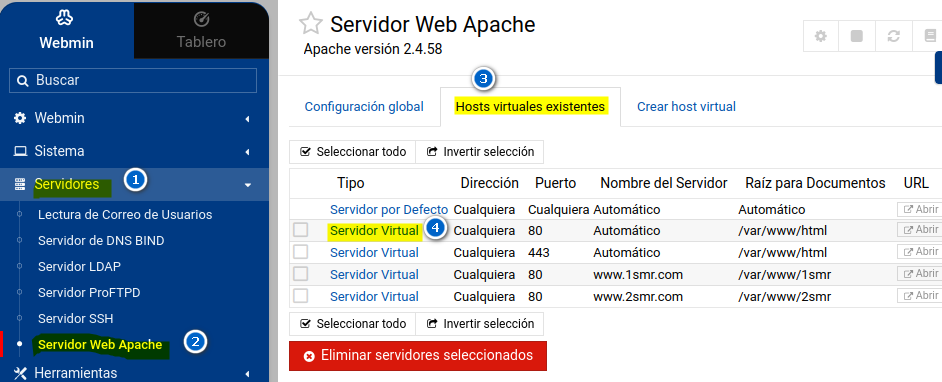 Webmin
Tablero
Buscar
Webmin
Sistema
Servidores
1
Lectura de Correo de Usuarios
Servidor de DNS BIND
Servidor LDAP
Servidor ProFTPD
Servidor SSH
Servidor Web Apache
2
Herramientas
Servidor Web Apache
Apache versión 2.4.58
3
Configuración global Hosts virtuales existentes Crear host virtual
Seleccionar todo Invertir selección
Tipo Dirección Puerto Nombre del Servidor Raíz para Documentos URL
Servidor por Defecto Cualquiera Cualquiera Automático Automático Abrir
Servidor Virtual 4 Cualquiera 80 Automático /var/www/html Abrir
Servidor Virtual Cualquiera 443 Automático /var/www/html Abrir
Servidor Virtual Cualquiera 80 www.1smr.com /var/www/1smr Abrir
Servidor Virtual Cualquiera 80 www.2smr.com /var/www/2smr Abrir
Seleccionar todo Invertir selección
Eliminar servidores seleccionados